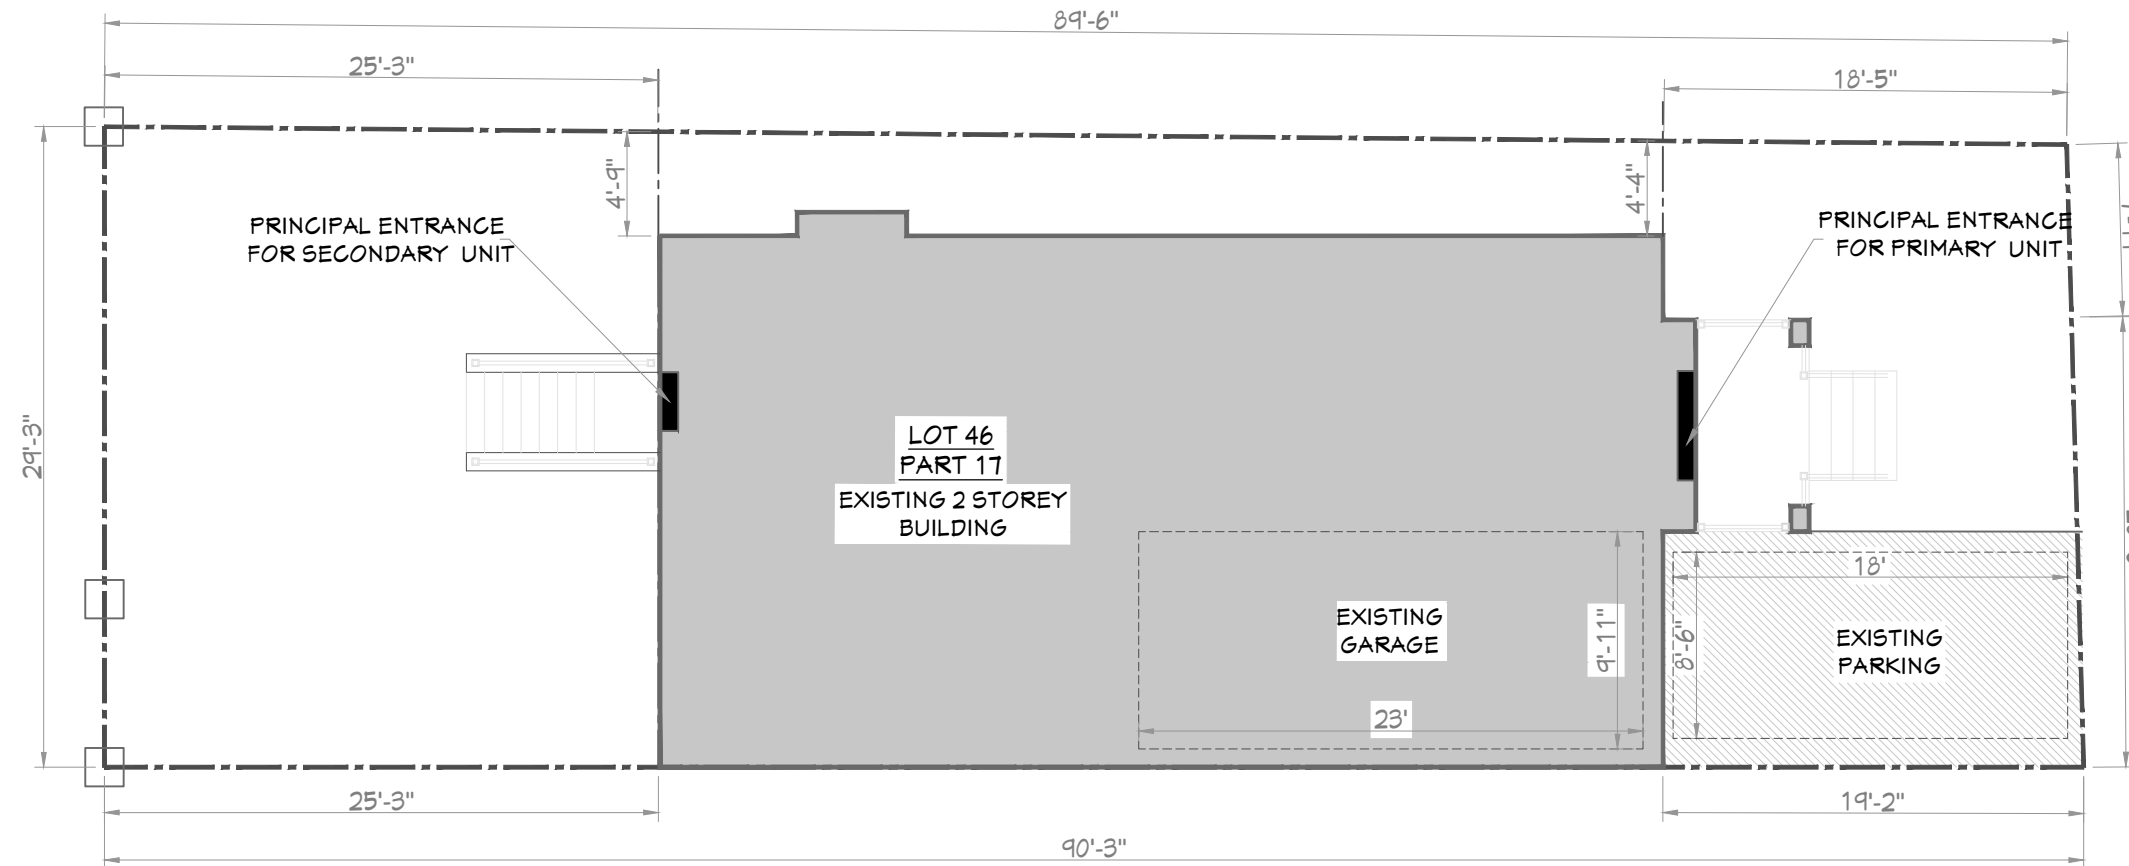 89'-6"
25'-3"
18'-5"
4'-9"
4'-4"
PRINCIPAL ENTRANCE
FOR SECONDARY UNIT
PRINCIPAL ENTRANCE
FOR PRIMARY UNIT
29'-3"
LOT 46
PART 17
EXISTING 2 STOREY
BUILDING
EXISTING
GARAGE
9'-11"
23'
18'
8'-6"
EXISTING
PARKING
25'-3"
19'-2"
90'-3"